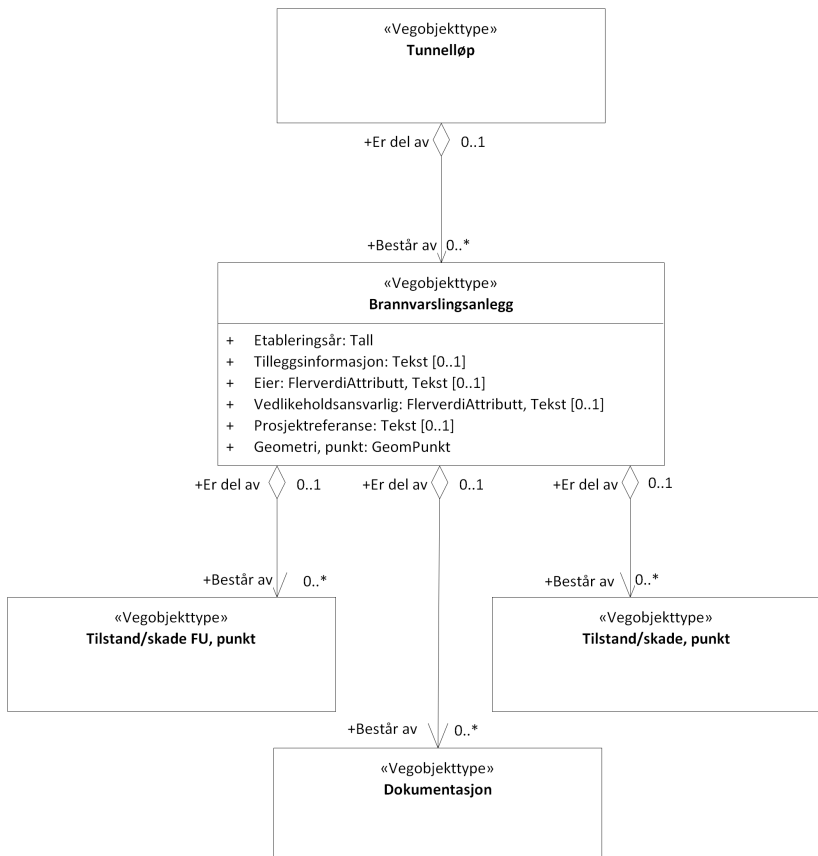 «Vegobjekttype»
Tunnelløp
+Er del av 0..1
+Består av 0..*
«Vegobjekttype»
Brannvarslingsanlegg
+ Etableringsår: Tall
+ Tilleggsinformasjon: Tekst [0..1]
+ Eier: FlerverdiAttributt, Tekst [0..1]
+ Vedlikeholdsansvarlig: FlerverdiAttributt, Tekst [0..1]
+ Prosjektreferanse: Tekst [0..1]
+ Geometri, punkt: GeomPunkt
+Er del av 0..1 +Er del av 0..1 +Er del av 0..1
+Består av 0..* +Består av 0..*
«Vegobjekttype»
Tilstand/skade FU, punkt
«Vegobjekttype»
Tilstand/skade, punkt
+Består av 0..*
«Vegobjekttype»
Dokumentasjon